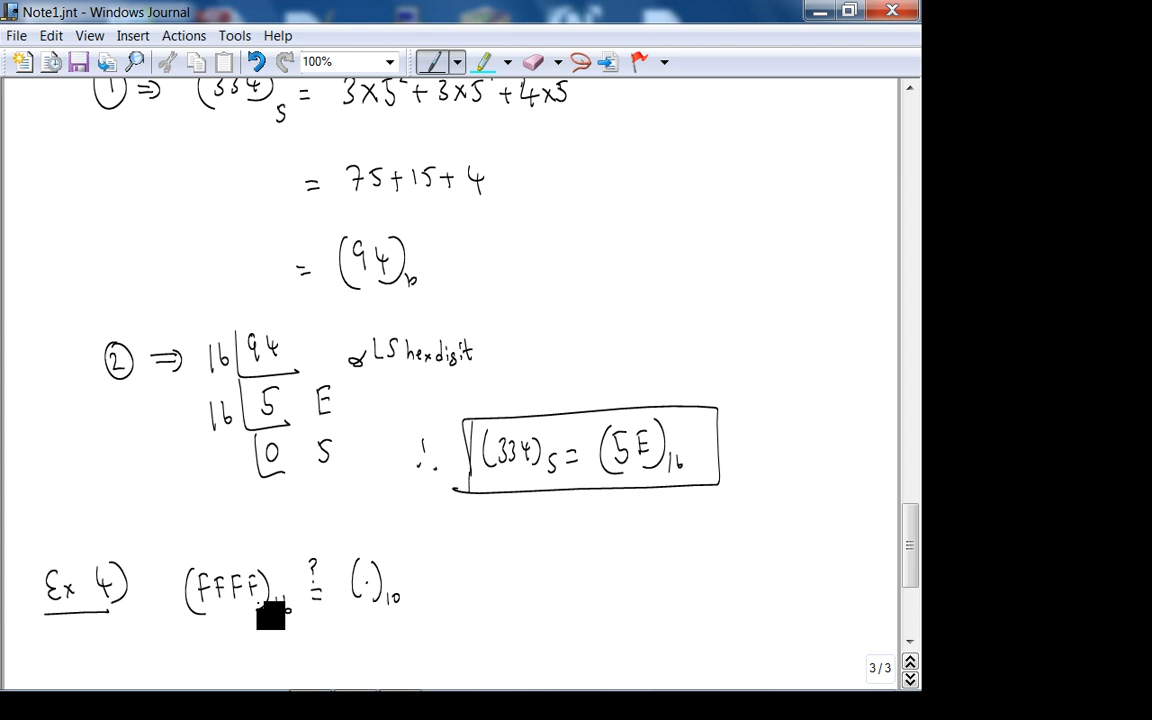 Note1.jnt - Windows Journal
File Edit View Insert Actions Tools Help
100%
① ⇒ (334)₅ = 3×5² + 3×5¹ + 4×5
= 75+15+4
= (94)₁₀
② ⇒ 16 94 LS hexdigit
16 5 E
0 5
∴ (334)₅ = (5E)₁₆
Ex 4) (FFFF)₁₆ ?= (·)₁₀
3/3